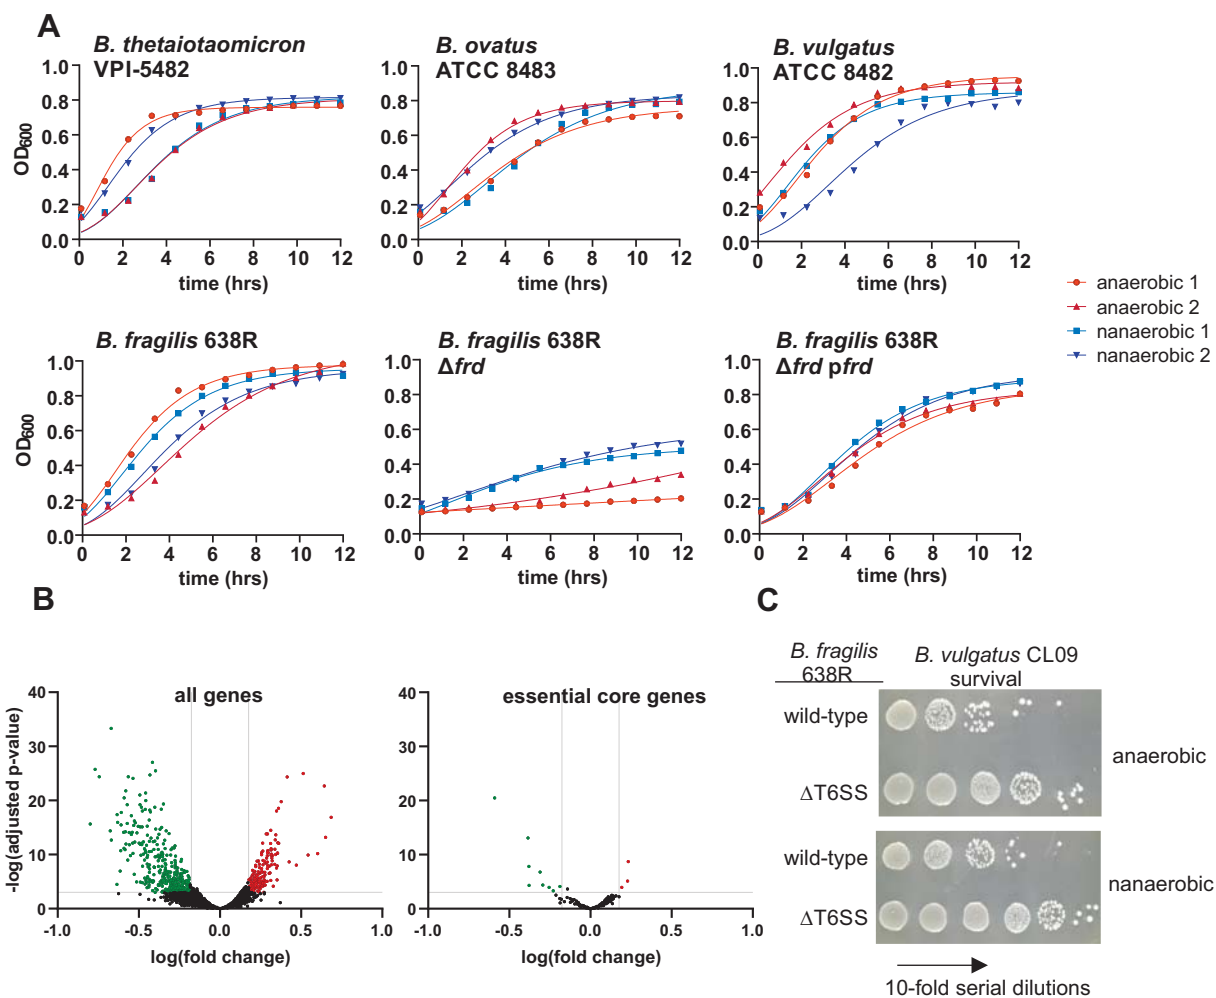 A
B. thetaiotaomicron
VPI-5482
B. ovatus
ATCC 8483
B. vulgatus
ATCC 8482
OD600
1.0
0.8
0.6
0.4
0.2
0.0
0 2 4 6 8 10 12
time (hrs)
1.0
0.8
0.6
0.4
0.2
0.0
0 2 4 6 8 10 12
time (hrs)
1.0
0.8
0.6
0.4
0.2
0.0
0 2 4 6 8 10 12
time (hrs)
anaerobic 1
anaerobic 2
nanaerobic 1
nanaerobic 2
B. fragilis 638R
B. fragilis 638R
Δfrd
B. fragilis 638R
Δfrd pfrd
OD600
1.0
0.8
0.6
0.4
0.2
0.0
0 2 4 6 8 10 12
time (hrs)
1.0
0.8
0.6
0.4
0.2
0.0
0 2 4 6 8 10 12
time (hrs)
1.0
0.8
0.6
0.4
0.2
0.0
0 2 4 6 8 10 12
time (hrs)
B
all genes
-log(adjusted p-value)
40
30
20
10
0
-1.0 -0.5 0.0 0.5 1.0
log(fold change)
essential core genes
40
30
20
10
0
-1.0 -0.5 0.0 0.5 1.0
log(fold change)
C
B. fragilis
638R
B. vulgatus CL09
survival
wild-type
ΔT6SS
anaerobic
wild-type
ΔT6SS
nanaerobic
10-fold serial dilutions